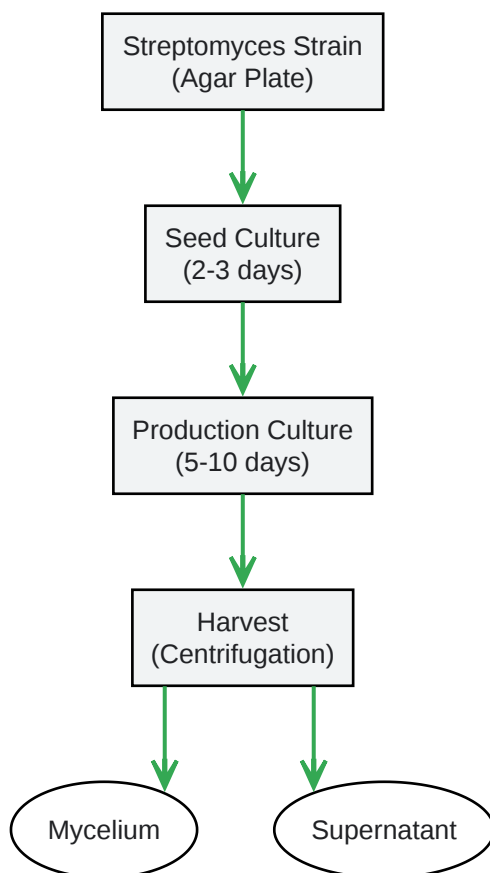 Streptomyces Strain
(Agar Plate)
Seed Culture
(2-3 days)
Production Culture
(5-10 days)
Harvest
(Centrifugation)
Mycelium
Supernatant